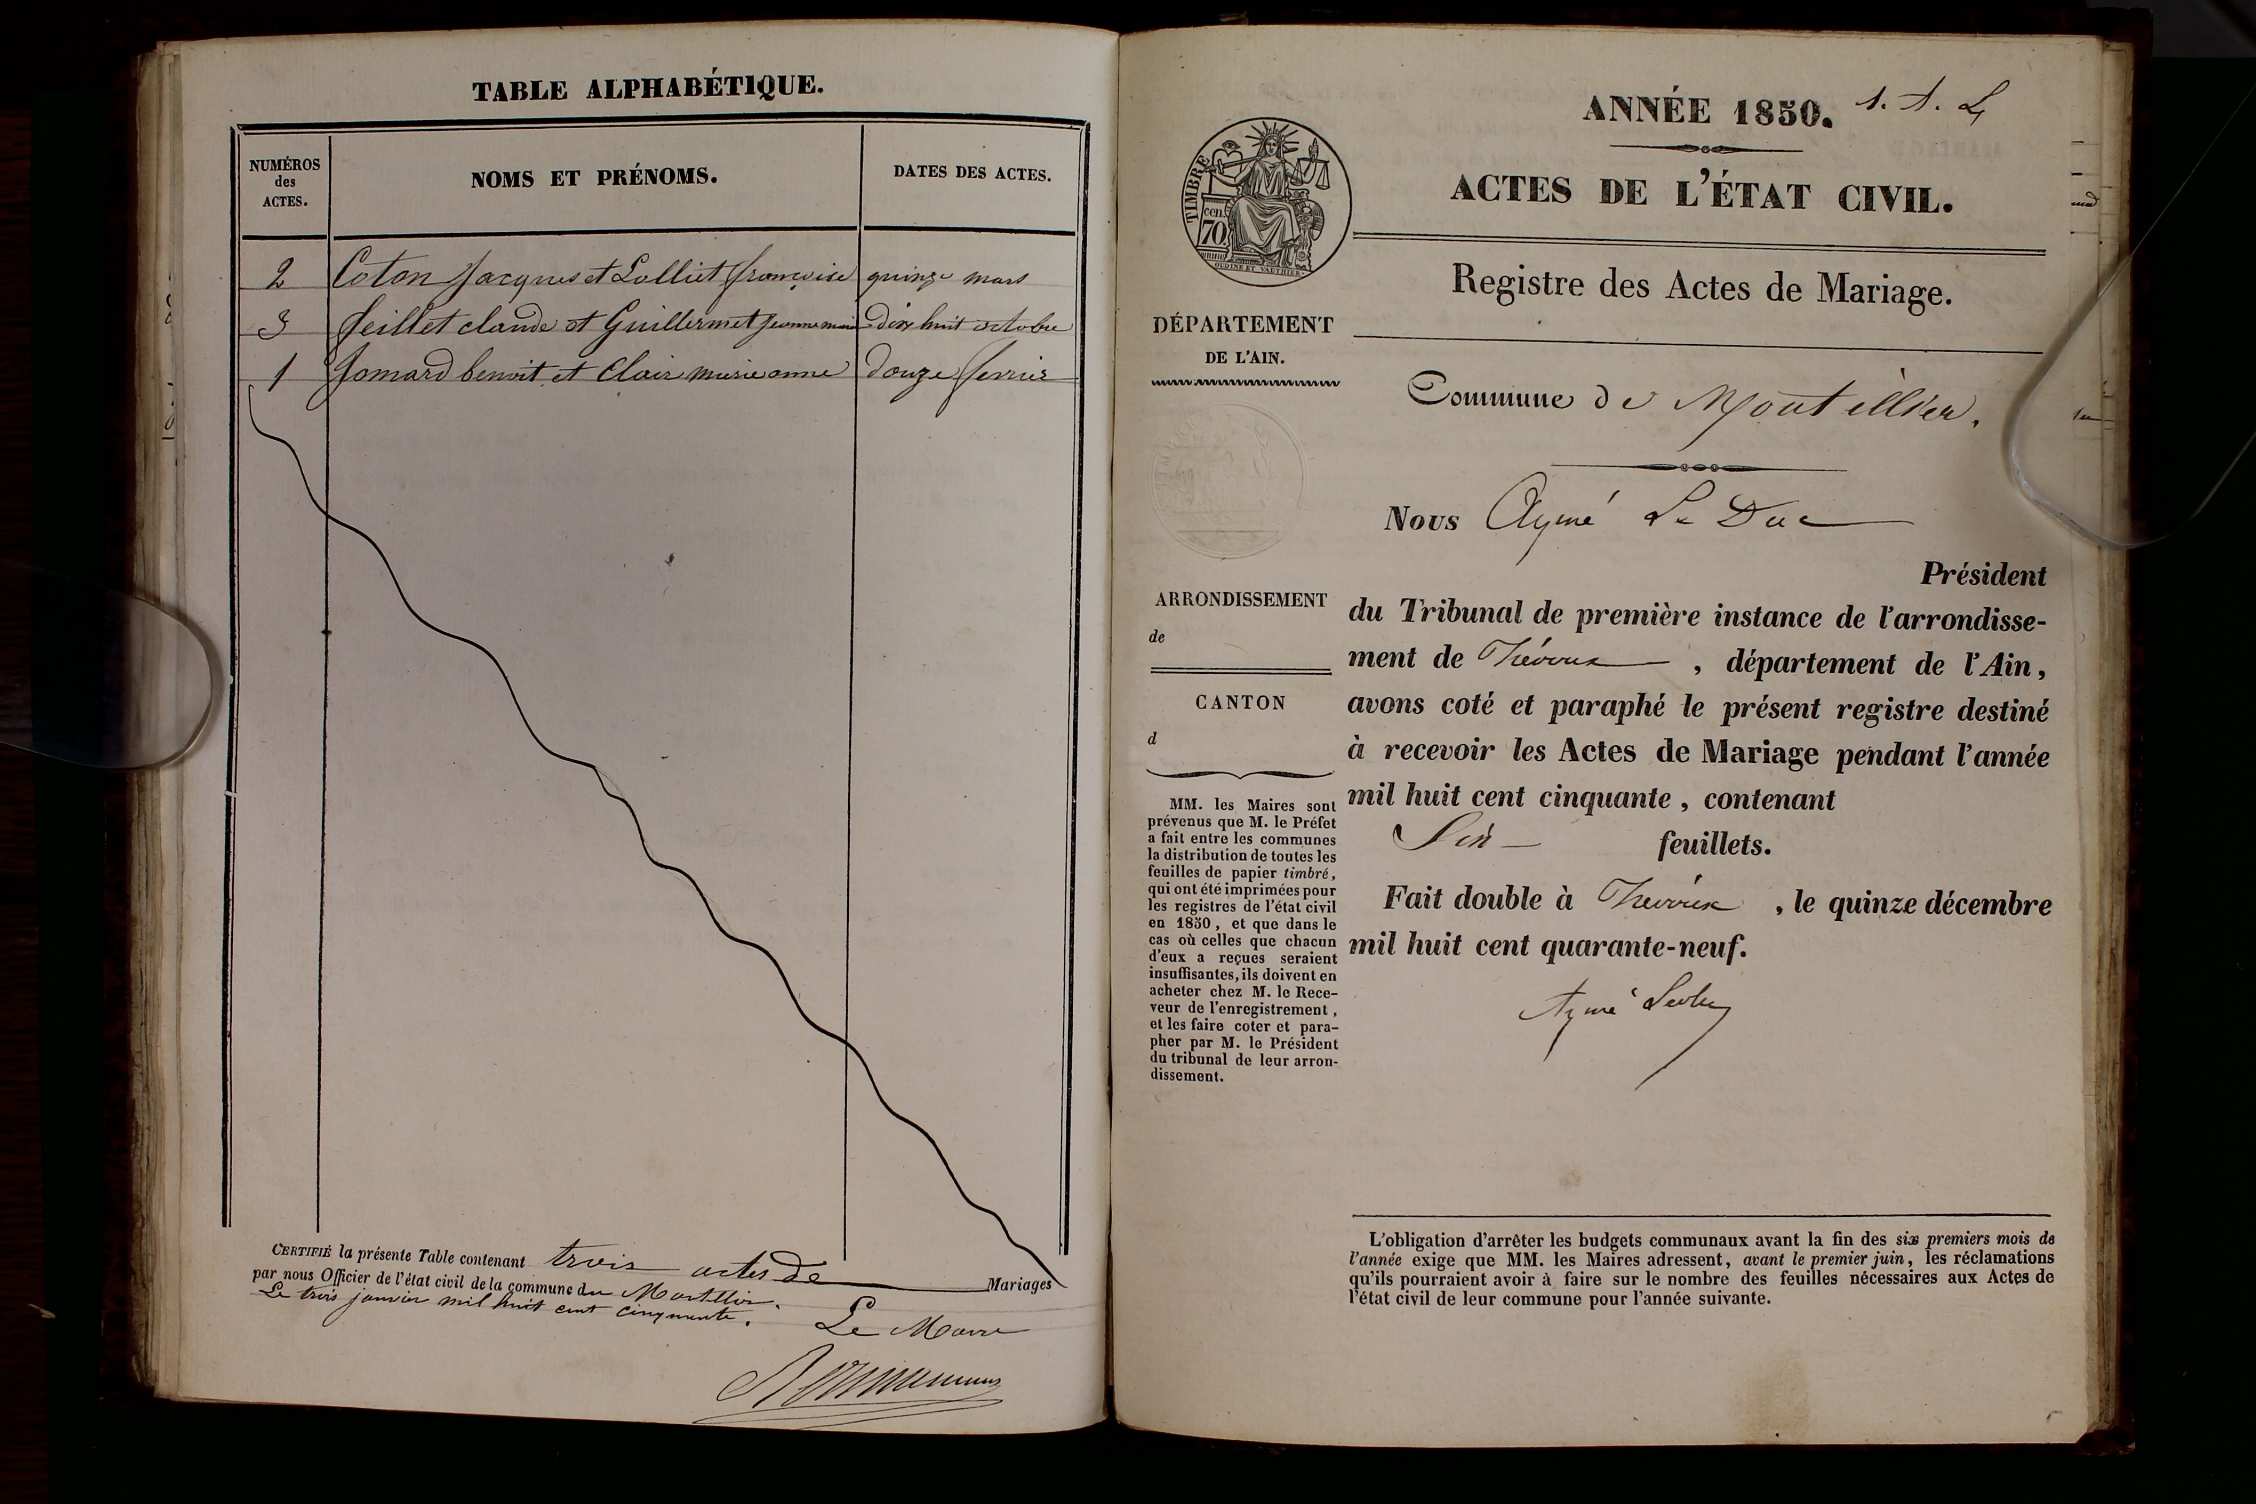 TABLE ALPHABÉTIQUE.
NUMÉROS
des
ACTES.
NOMS ET PRÉNOMS.
DATES DES ACTES.
2 Coton Jacques et Lolliet françoise quinze mars
3 feillet claude et Guillermet jeanne marie dix huit octobre
1 Jomard benoit et Clair marie anne douze fevrier
CERTIFIÉ la présente Table contenant trois actes de Mariages
par nous Officier de l'état civil de la commune du Montellier.
Le trois janvier mil huit cent cinquante.
Le Maire
ANNÉE 1850. 1. A. L
ACTES DE L'ÉTAT CIVIL.
TIMBRE
70 cen.
OUDINÉ ET VAUTHIER
Registre des Actes de Mariage.
DÉPARTEMENT
DE L'AIN.
Commune de Montellier.
Nous Aymé Le Duc
Président
du Tribunal de première instance de l'arrondisse-
ment de Trévoux, département de l'Ain,
avons coté et paraphé le présent registre destiné
à recevoir les Actes de Mariage pendant l'année
mil huit cent cinquante, contenant
Six feuillets.
Fait double à Trévoux, le quinze décembre
mil huit cent quarante-neuf.
Aymé Leduc
ARRONDISSEMENT
de
CANTON
d
MM. les Maires sont
prévenus que M. le Préfet
a fait entre les communes
la distribution de toutes les
feuilles de papier timbré,
qui ont été imprimées pour
les registres de l'état civil
en 1850, et que dans le
cas où celles que chacun
d'eux a reçues seraient
insuffisantes, ils doivent en
acheter chez M. le Rece-
veur de l'enregistrement,
et les faire coter et para-
pher par M. le Président
du tribunal de leur arron-
dissement.
L'obligation d'arrêter les budgets communaux avant la fin des six premiers mois de
l'année exige que MM. les Maires adressent, avant le premier juin, les réclamations
qu'ils pourraient avoir à faire sur le nombre des feuilles nécessaires aux Actes de
l'état civil de leur commune pour l'année suivante.